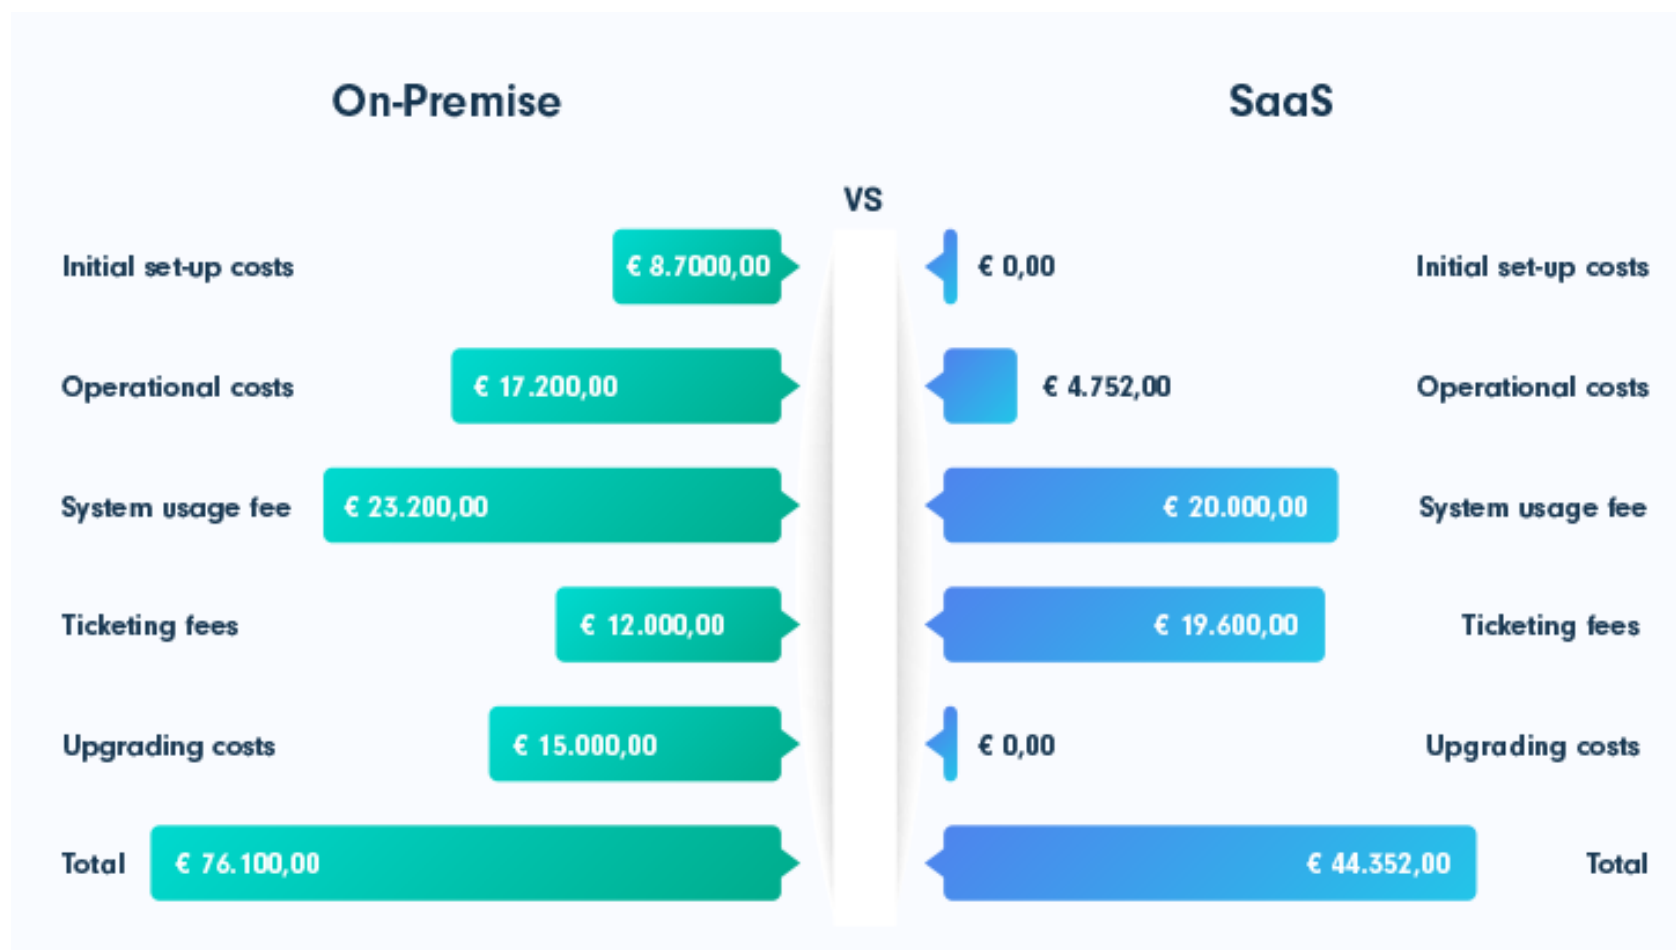 On-Premise
SaaS
VS
Initial set-up costs € 8.7000,00 € 0,00 Initial set-up costs
Operational costs € 17.200,00 € 4.752,00 Operational costs
System usage fee € 23.200,00 € 20.000,00 System usage fee
Ticketing fees € 12.000,00 € 19.600,00 Ticketing fees
Upgrading costs € 15.000,00 € 0,00 Upgrading costs
Total € 76.100,00 € 44.352,00 Total